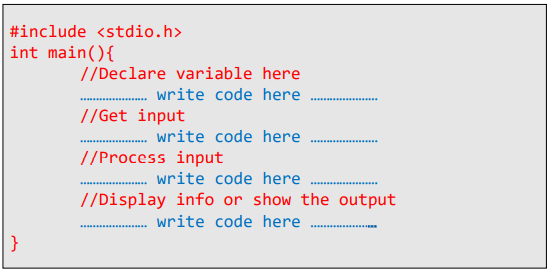 #include <stdio.h>
int main(){
//Declare variable here
………………… write code here …………………
//Get input
………………… write code here …………………
//Process input
………………… write code here …………………
//Display info or show the output
………………… write code here …………………
}